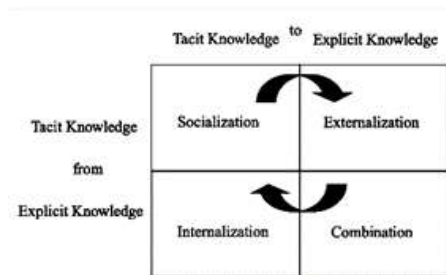 Tacit Knowledge to Explicit Knowledge
Socialization Externalization
Tacit Knowledge
from
Explicit Knowledge
Internalization Combination